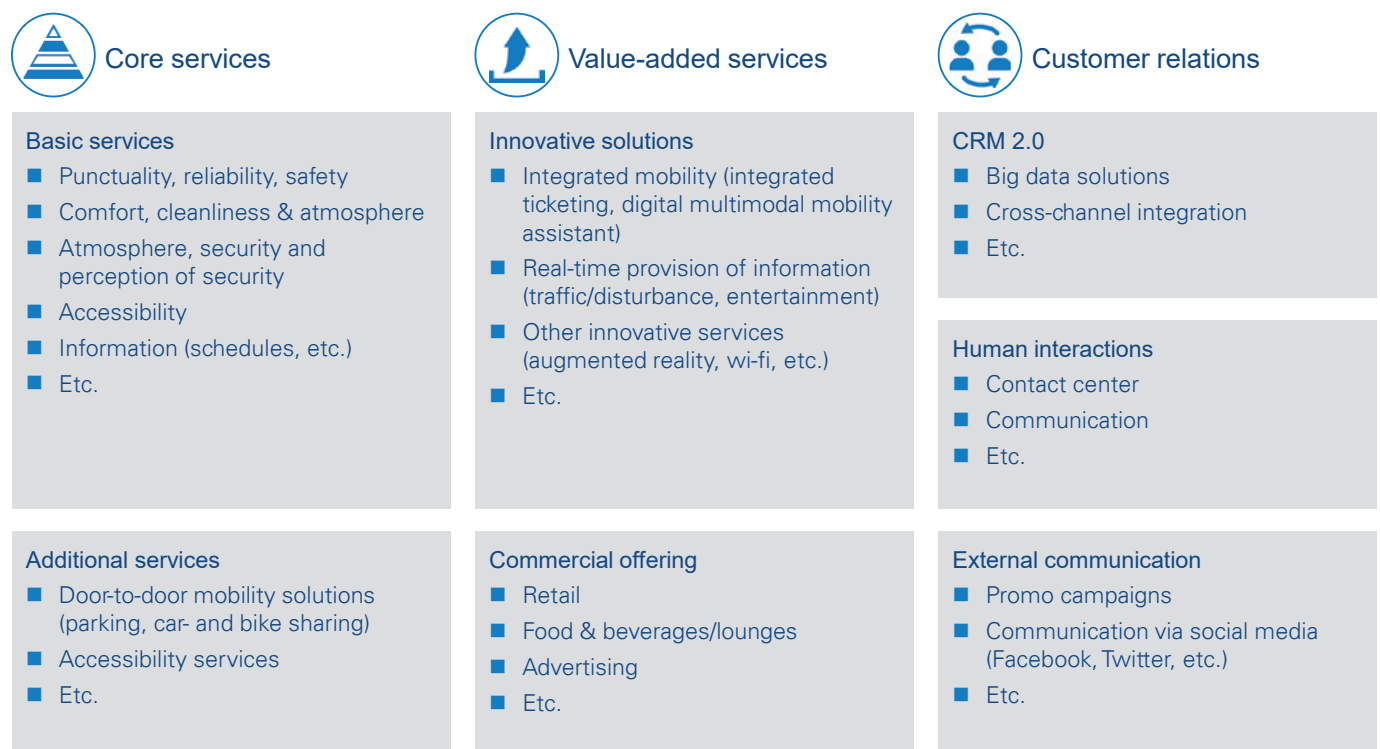 Core services
Basic services
Punctuality, reliability, safety
Comfort, cleanliness & atmosphere
Atmosphere, security and
perception of security
Accessibility
Information (schedules, etc.)
Etc.
Additional services
Door-to-door mobility solutions
(parking, car- and bike sharing)
Accessibility services
Etc.
Value-added services
Innovative solutions
Integrated mobility (integrated
ticketing, digital multimodal mobility
assistant)
Real-time provision of information
(traffic/disturbance, entertainment)
Other innovative services
(augmented reality, wi-fi, etc.)
Etc.
Commercial offering
Retail
Food & beverages/lounges
Advertising
Etc.
Customer relations
CRM 2.0
Big data solutions
Cross-channel integration
Etc.
Human interactions
Contact center
Communication
Etc.
External communication
Promo campaigns
Communication via social media
(Facebook, Twitter, etc.)
Etc.